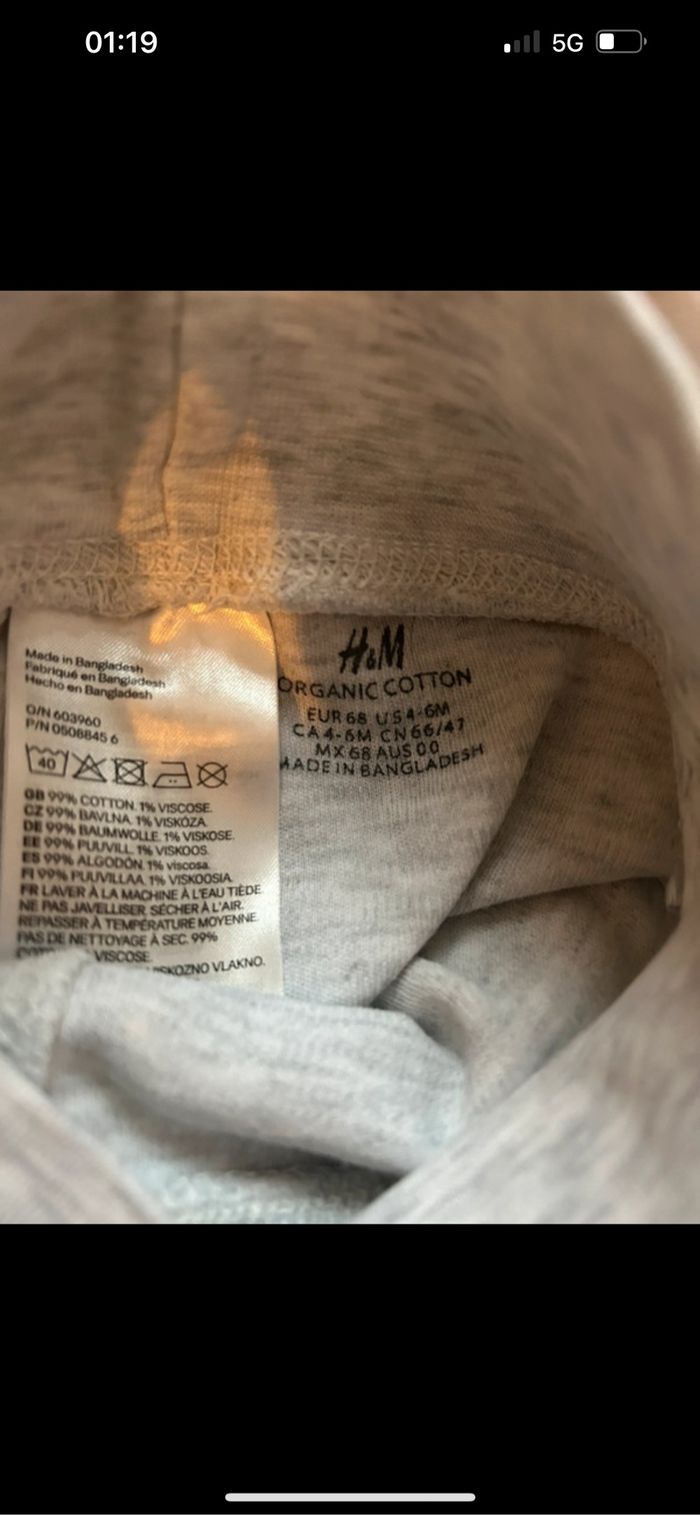 01:19
5G
Made in Bangladesh
Fabriqué en Bangladesh
Hecho en Bangladesh
O/N 603960
P/N 0508845 6
40
GB 99% COTTON. 1% VISCOSE.
CZ 99% BAVLNA. 1% VISKÓZA.
DE 99% BAUMWOLLE. 1% VISKOSE.
EE 99% PUUVILL. 1% VISKOOS.
ES 99% ALGODÓN. 1% viscosa.
FI 99% PUUVILLAA. 1% VISKOOSIA.
FR LAVER À LA MACHINE À L'EAU TIÈDE.
NE PAS JAVELLISER. SÉCHER À L'AIR.
REPASSER À TEMPÉRATURE MOYENNE.
PAS DE NETTOYAGE À SEC. 99%
VISCOSE.
VLAKNO.
H&M
ORGANIC COTTON
EUR 68 US 4-6M
CA 4-6M CN 66/47
MX 68 AUS 00
MADE IN BANGLADESH